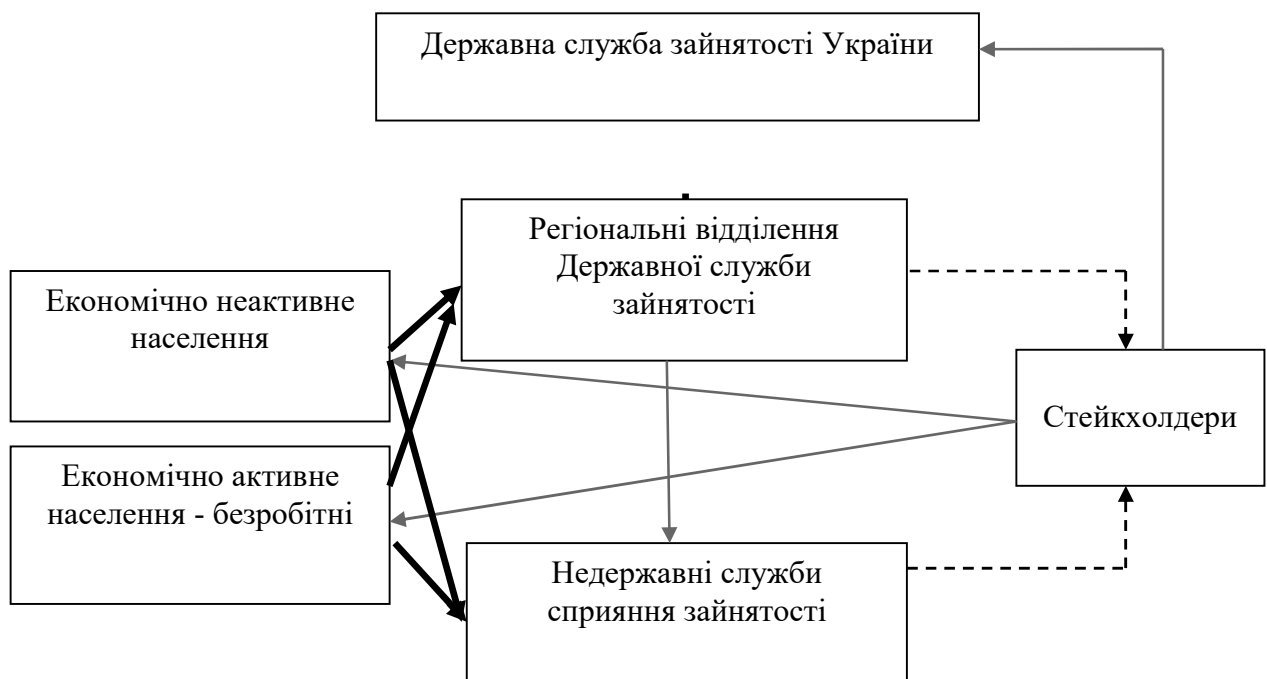 Державна служба зайнятості України
Регіональні відділення
Державної служби
зайнятості
Економічно неактивне
населення
Стейкхолдери
Економічно активне
населення - безробітні
Недержавні служби
сприяння зайнятості